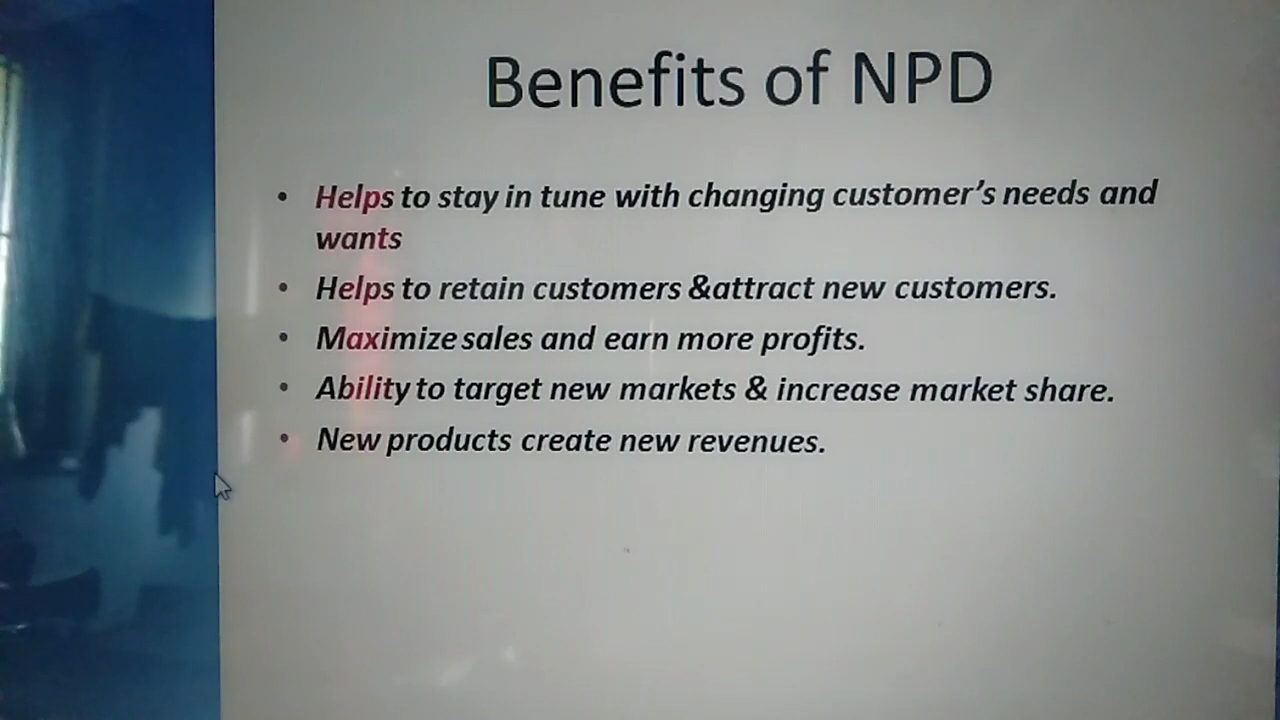 Benefits of NPD
• Helps to stay in tune with changing customer's needs and
wants
• Helps to retain customers &attract new customers.
• Maximize sales and earn more profits.
• Ability to target new markets & increase market share.
• New products create new revenues.